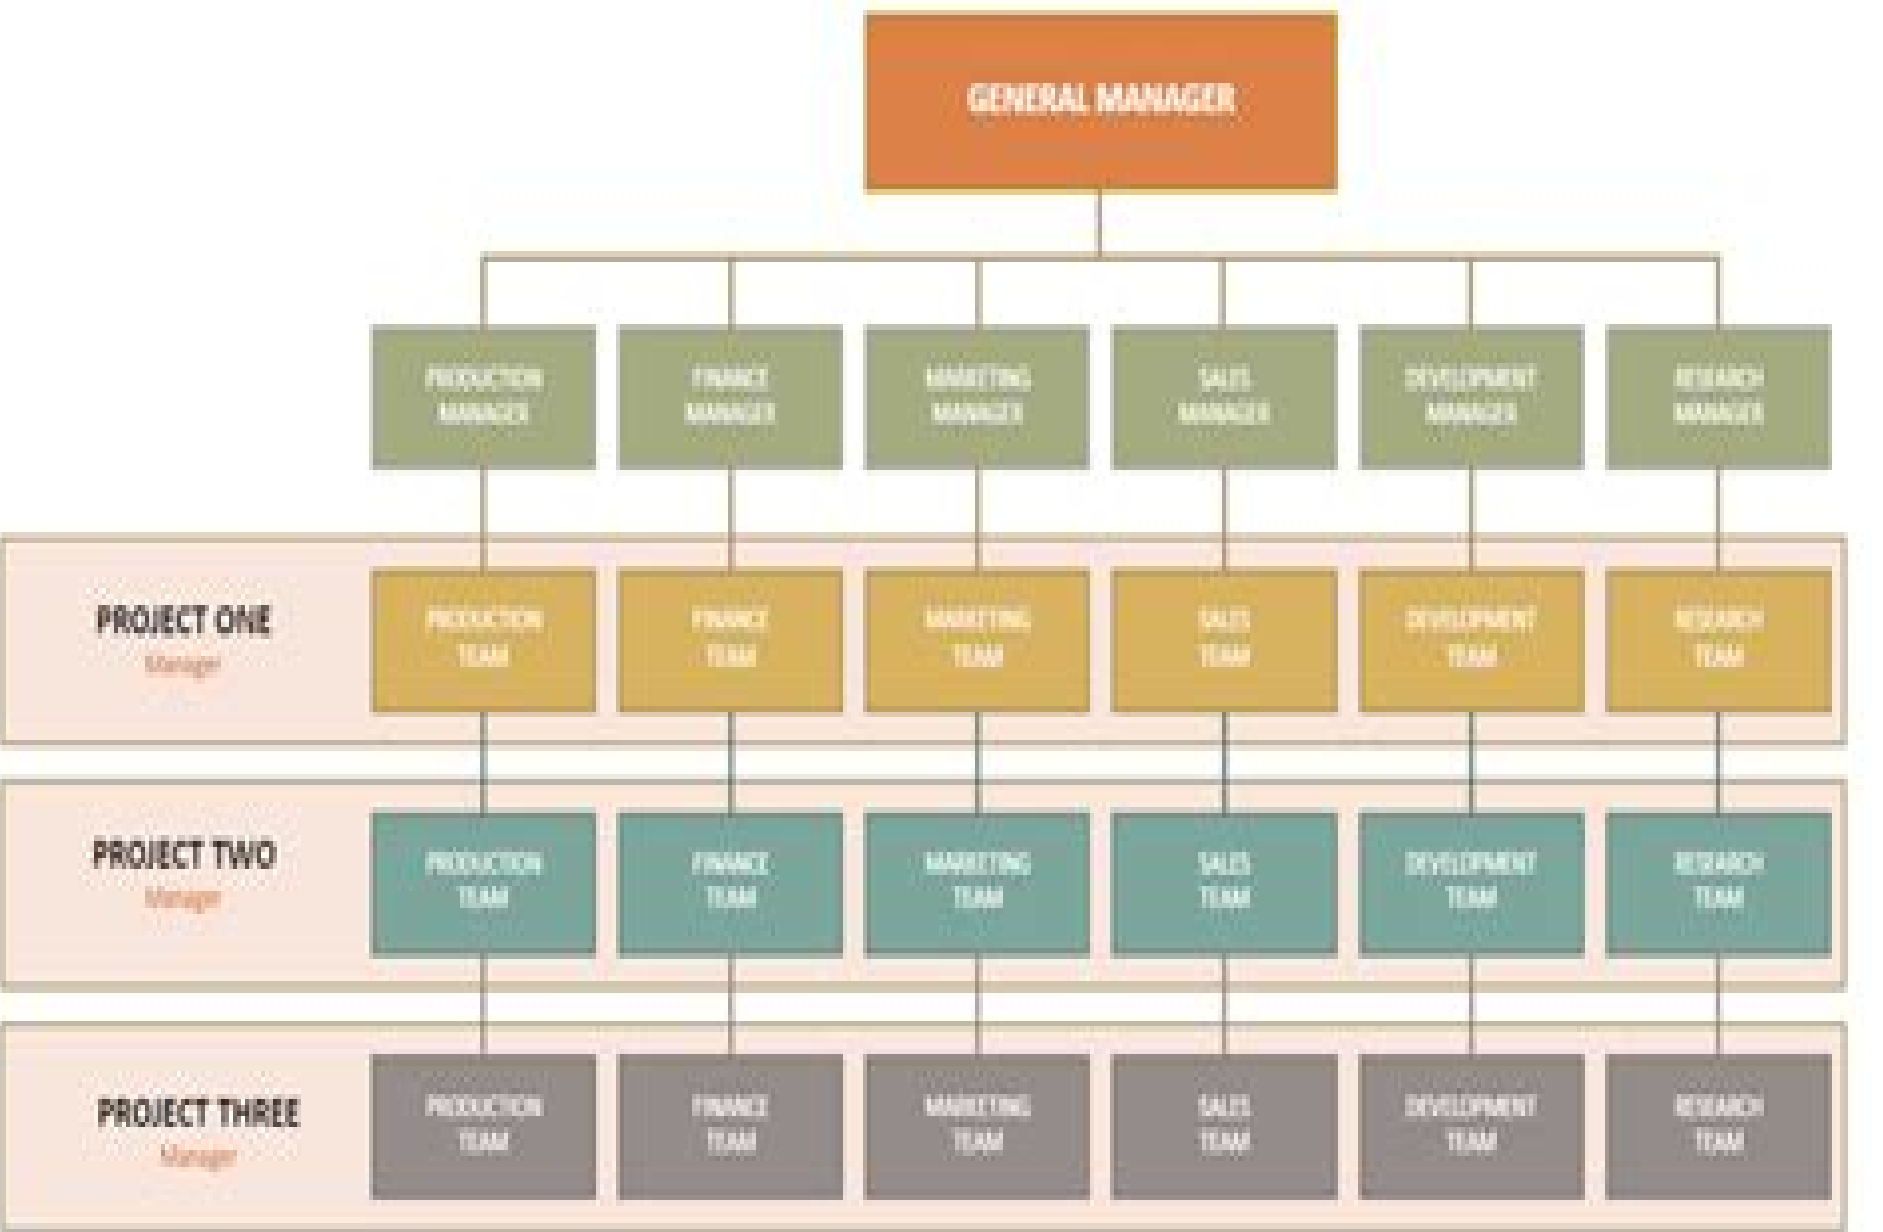 GENERAL MANAGER
PRODUCTION
MANAGER
FINANCE
MANAGER
MARKETING
MANAGER
SALES
MANAGER
DEVELOPMENT
MANAGER
RESEARCH
MANAGER
PROJECT ONE
Manager
PRODUCTION
TEAM
FINANCE
TEAM
MARKETING
TEAM
SALES
TEAM
DEVELOPMENT
TEAM
RESEARCH
TEAM
PROJECT TWO
Manager
PRODUCTION
TEAM
FINANCE
TEAM
MARKETING
TEAM
SALES
TEAM
DEVELOPMENT
TEAM
RESEARCH
TEAM
PROJECT THREE
Manager
PRODUCTION
TEAM
FINANCE
TEAM
MARKETING
TEAM
SALES
TEAM
DEVELOPMENT
TEAM
RESEARCH
TEAM